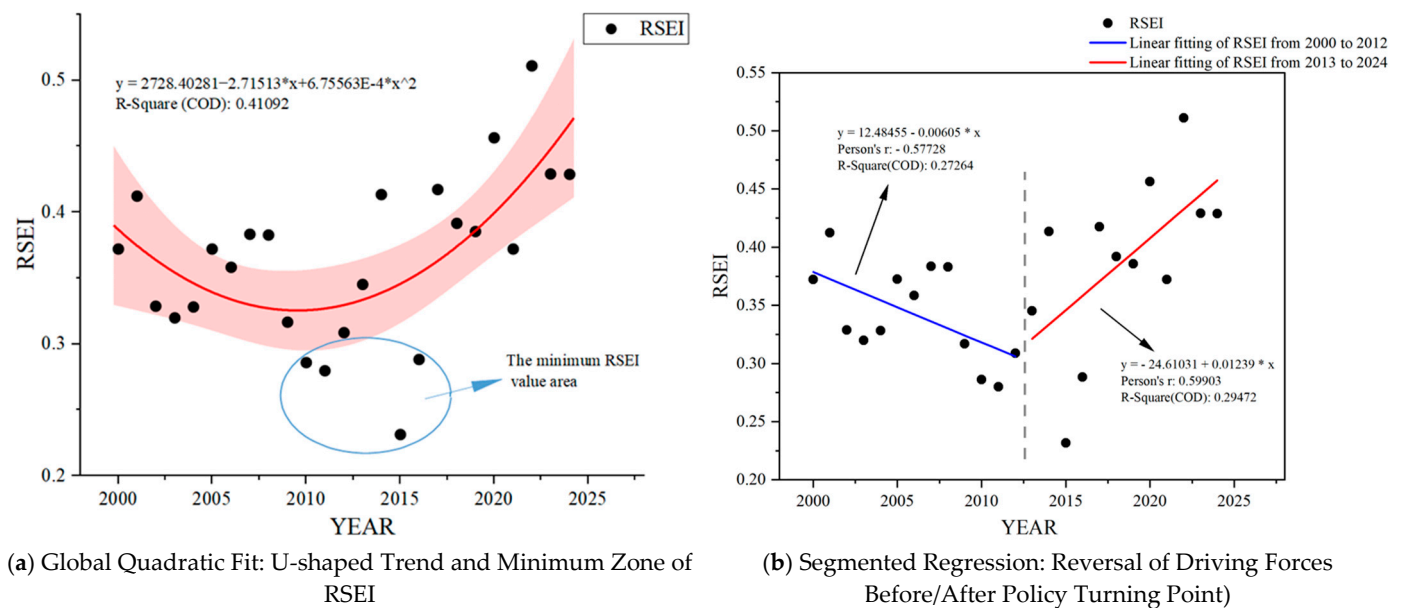 RSEI
y = 2728.40281−2.71513*x+6.75563E-4*x^2
R-Square (COD): 0.41092
0.5
0.4
0.3
0.2
RSEI
The minimum RSEI
value area
2000
2005
2010
2015
2020
2025
YEAR
(a) Global Quadratic Fit: U-shaped Trend and Minimum Zone of
RSEI
RSEI
Linear fitting of RSEI from 2000 to 2012
Linear fitting of RSEI from 2013 to 2024
0.55
0.50
0.45
0.40
0.35
0.30
0.25
0.20
RSEI
y = 12.48455 - 0.00605 * x
Person's r: - 0.57728
R-Square(COD): 0.27264
y = - 24.61031 + 0.01239 * x
Person's r: 0.59903
R-Square(COD): 0.29472
2000
2005
2010
2015
2020
2025
YEAR
(b) Segmented Regression: Reversal of Driving Forces
Before/After Policy Turning Point)